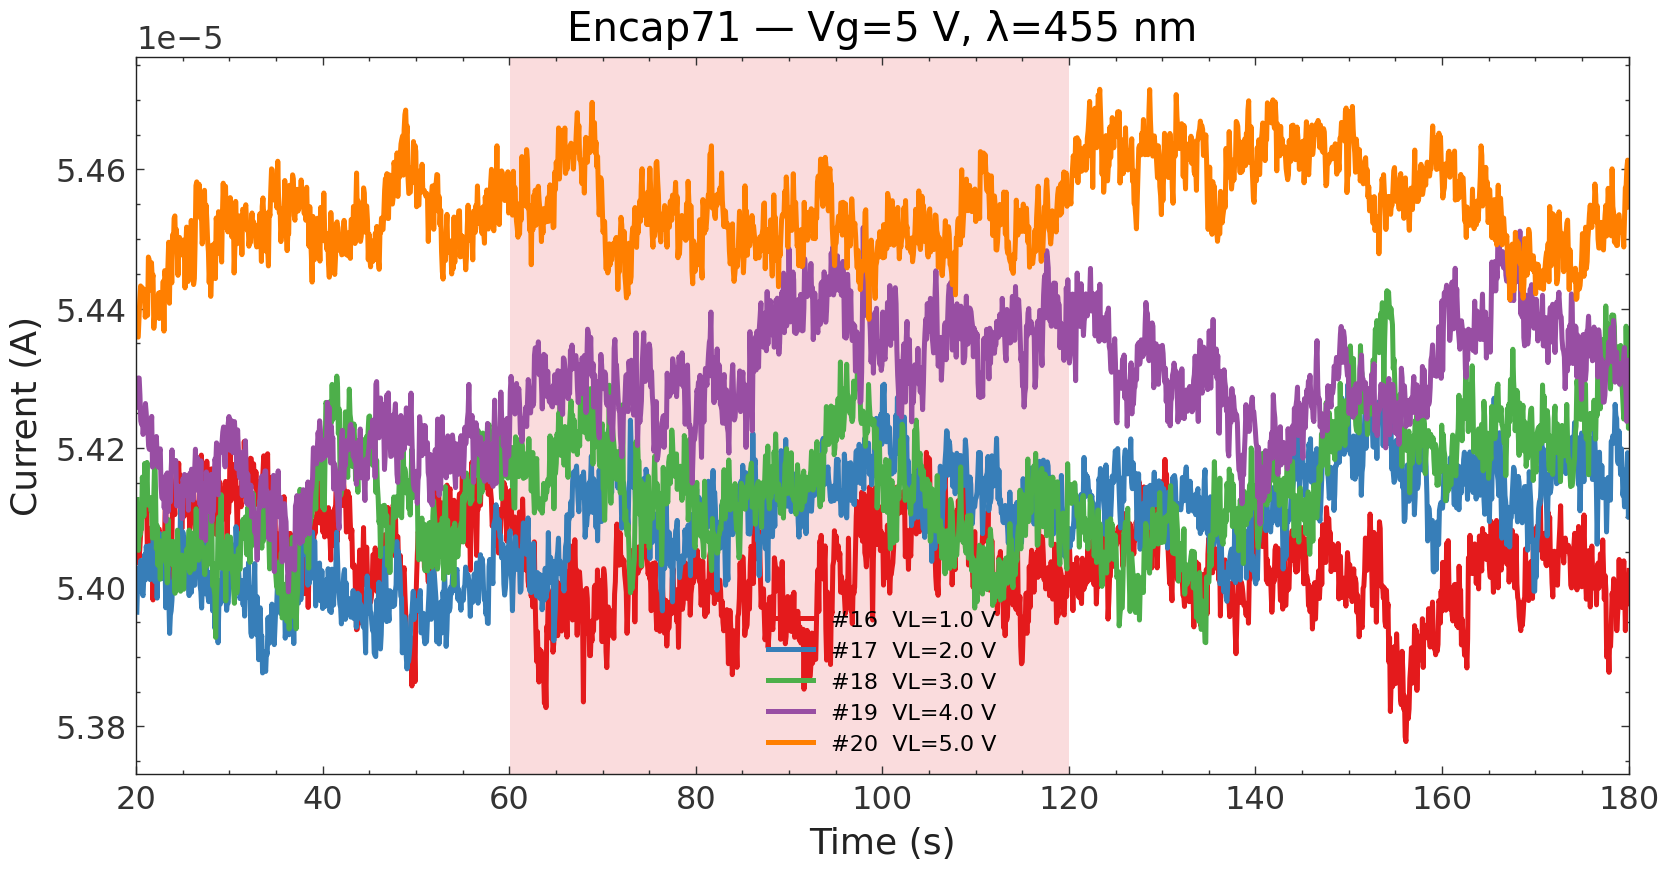 Encap71 — Vg=5 V, λ=455 nm
1e−5
5.46
5.44
5.42
5.40
5.38
Current (A)
#16 VL=1.0 V
#17 VL=2.0 V
#18 VL=3.0 V
#19 VL=4.0 V
#20 VL=5.0 V
20 40 60 80 100 120 140 160 180
Time (s)